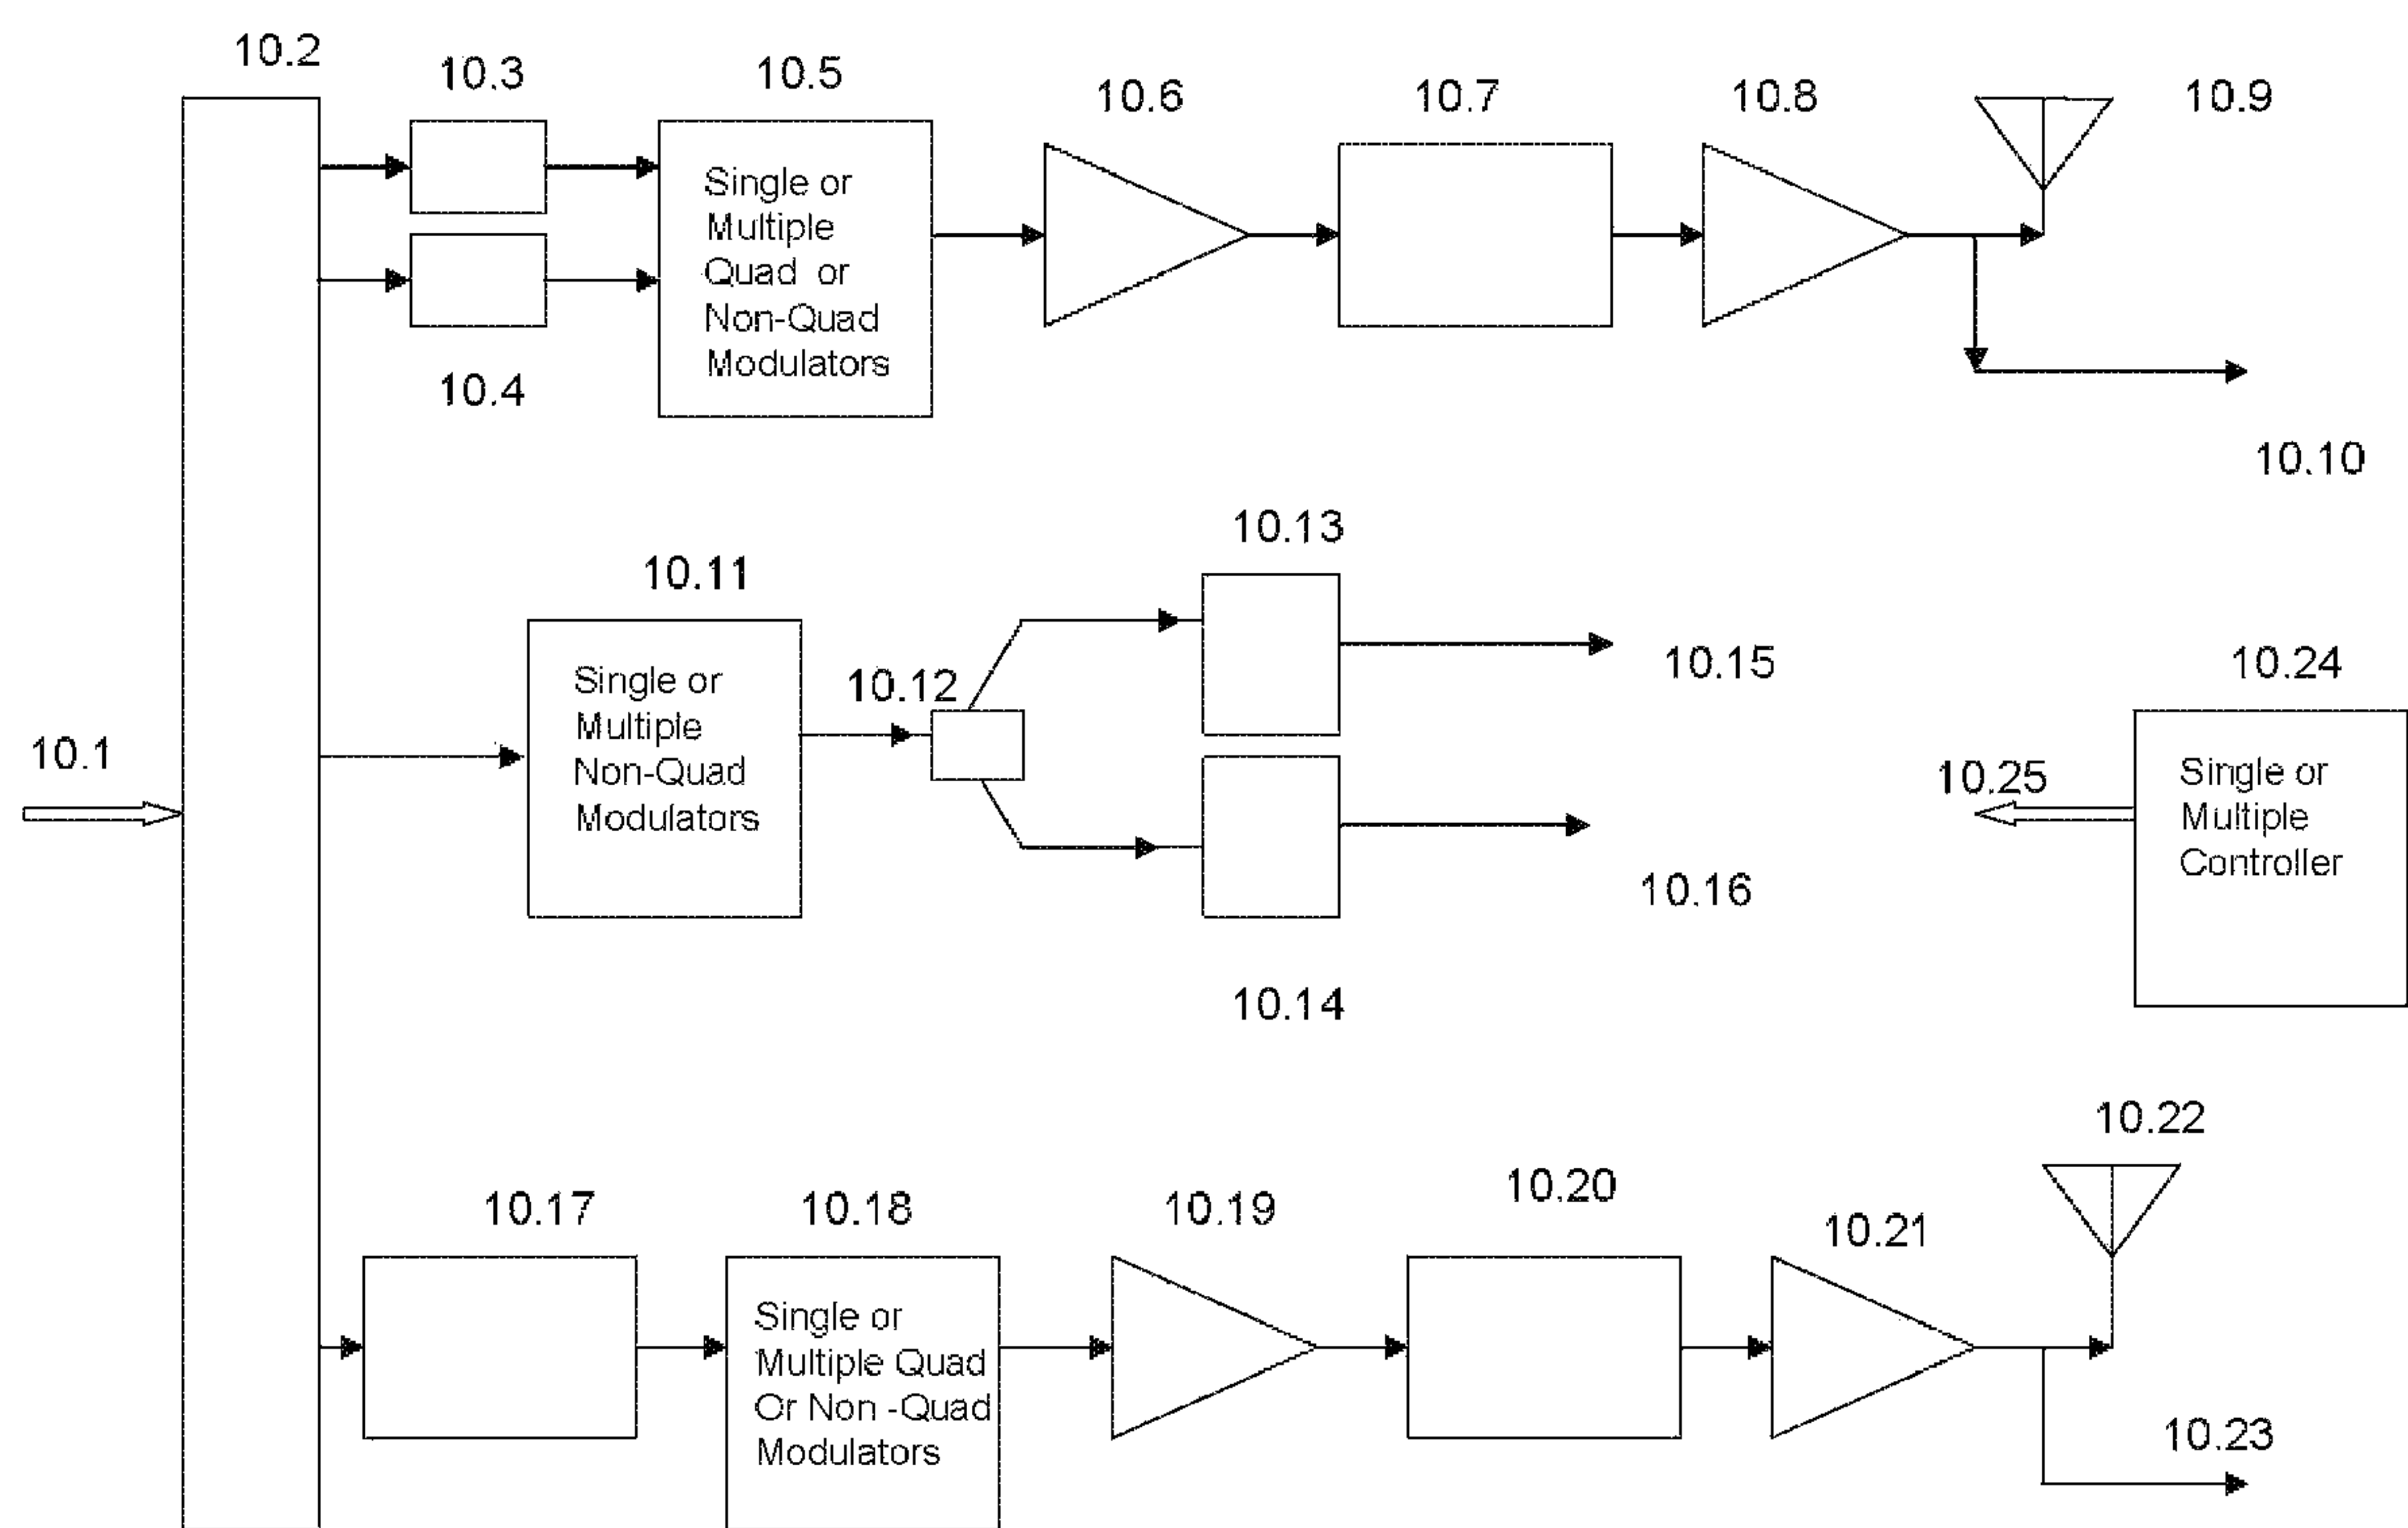 10.2
10.3
10.5
10.6
10.7
10.8
10.9
Single or
Multiple
Quad or
Non-Quad
Modulators
10.4
10.10
10.13
10.11
Single or
Multiple
Non-Quad
Modulators
10.12
10.15
10.24
10.1
10.25
Single or
Multiple
Controller
10.16
10.14
10.22
10.17
10.18
10.19
10.20
10.21
Single or
Multiple Quad
Or Non -Quad
Modulators
10.23